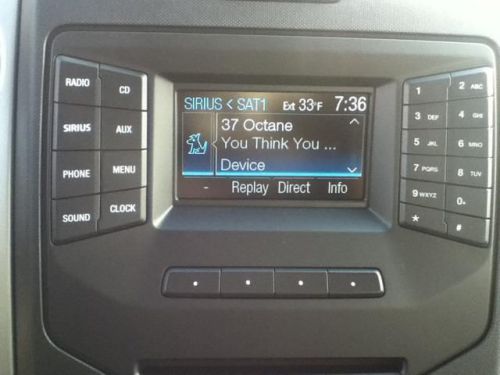 RADIO
CD
SIRIUS
AUX
PHONE
MENU
SOUND
CLOCK
SIRIUS < SAT1 Ext 33°F 7:36
37 Octane
You Think You ...
Device
- Replay Direct Info
1
2 ABC
3 DEF
4 GHI
5 JKL
6 MNO
7 PQRS
8 TUV
9 WXYZ
0
*
#